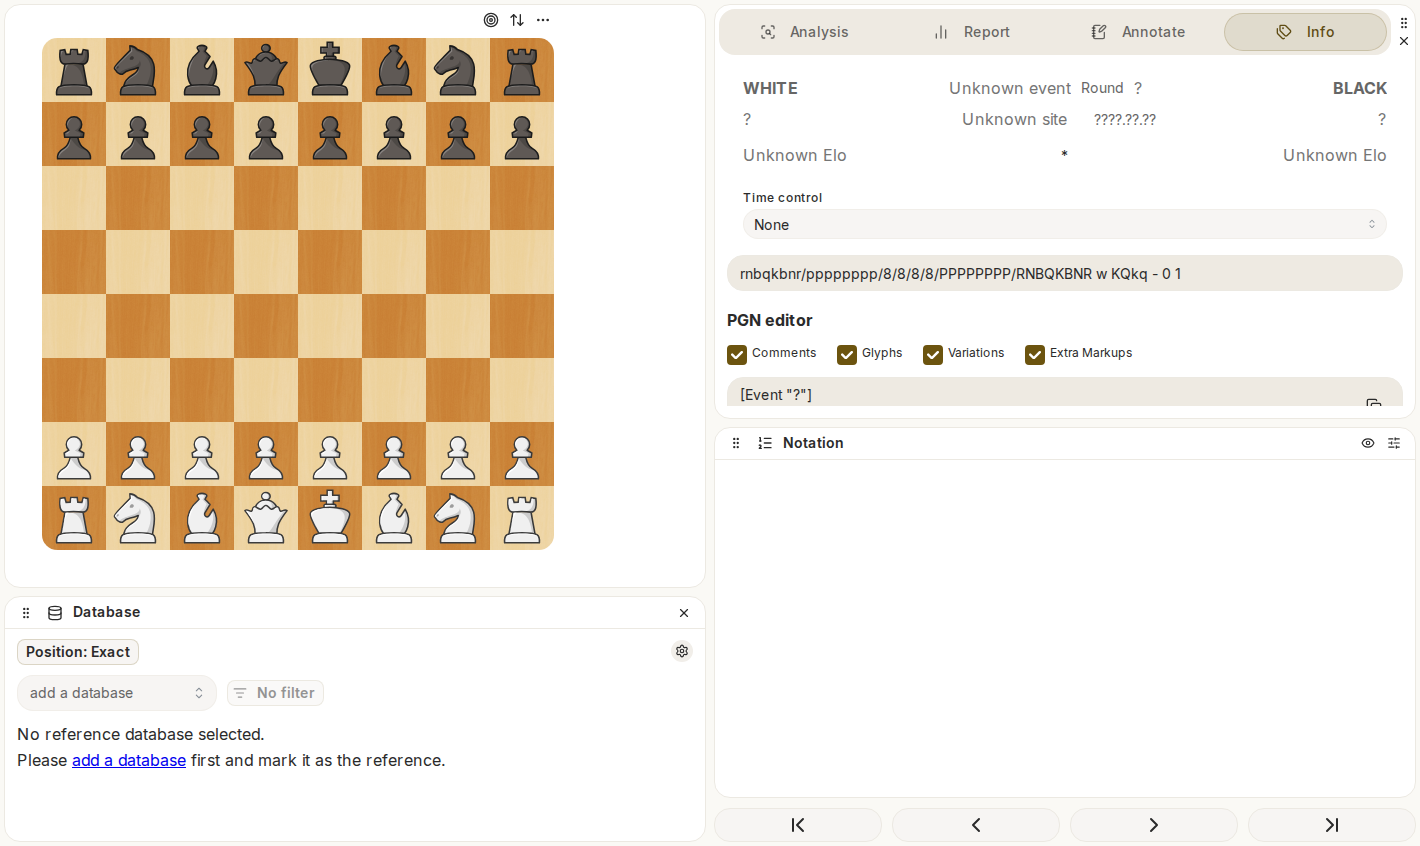 Analysis Report Annotate Info
WHITE Unknown event Round ? BLACK
? Unknown site ????.??.?? ?
Unknown Elo * Unknown Elo
Time control
None
rnbqkbnr/pppppppp/8/8/8/8/PPPPPPPP/RNBQKBNR w KQkq - 0 1
PGN editor
Comments Glyphs Variations Extra Markups
[Event "?"]
Notation
Database
Position: Exact
add a database No filter
No reference database selected.
Please add a database first and mark it as the reference.